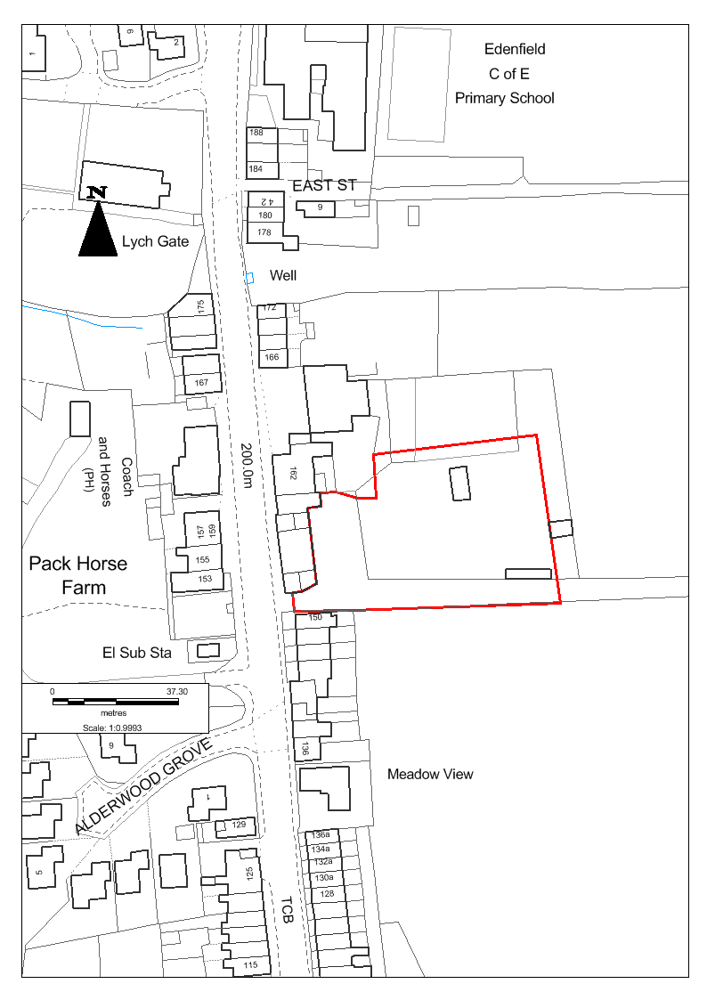 Edenfield
C of E
Primary School
1
6
2
188
184
EAST ST
N
4 2
180
6
178
Lych Gate
Well
175
172
166
167
200.0m
162
Coach
and Horses
(PH)
157
159
155
153
Pack Horse
Farm
150
El Sub Sta
0
37.30
metres
Scale: 1:0.9993
9
136
ALDERWOOD GROVE
Meadow View
1
129
136a
134a
132a
130a
128
5
125
TCB
115